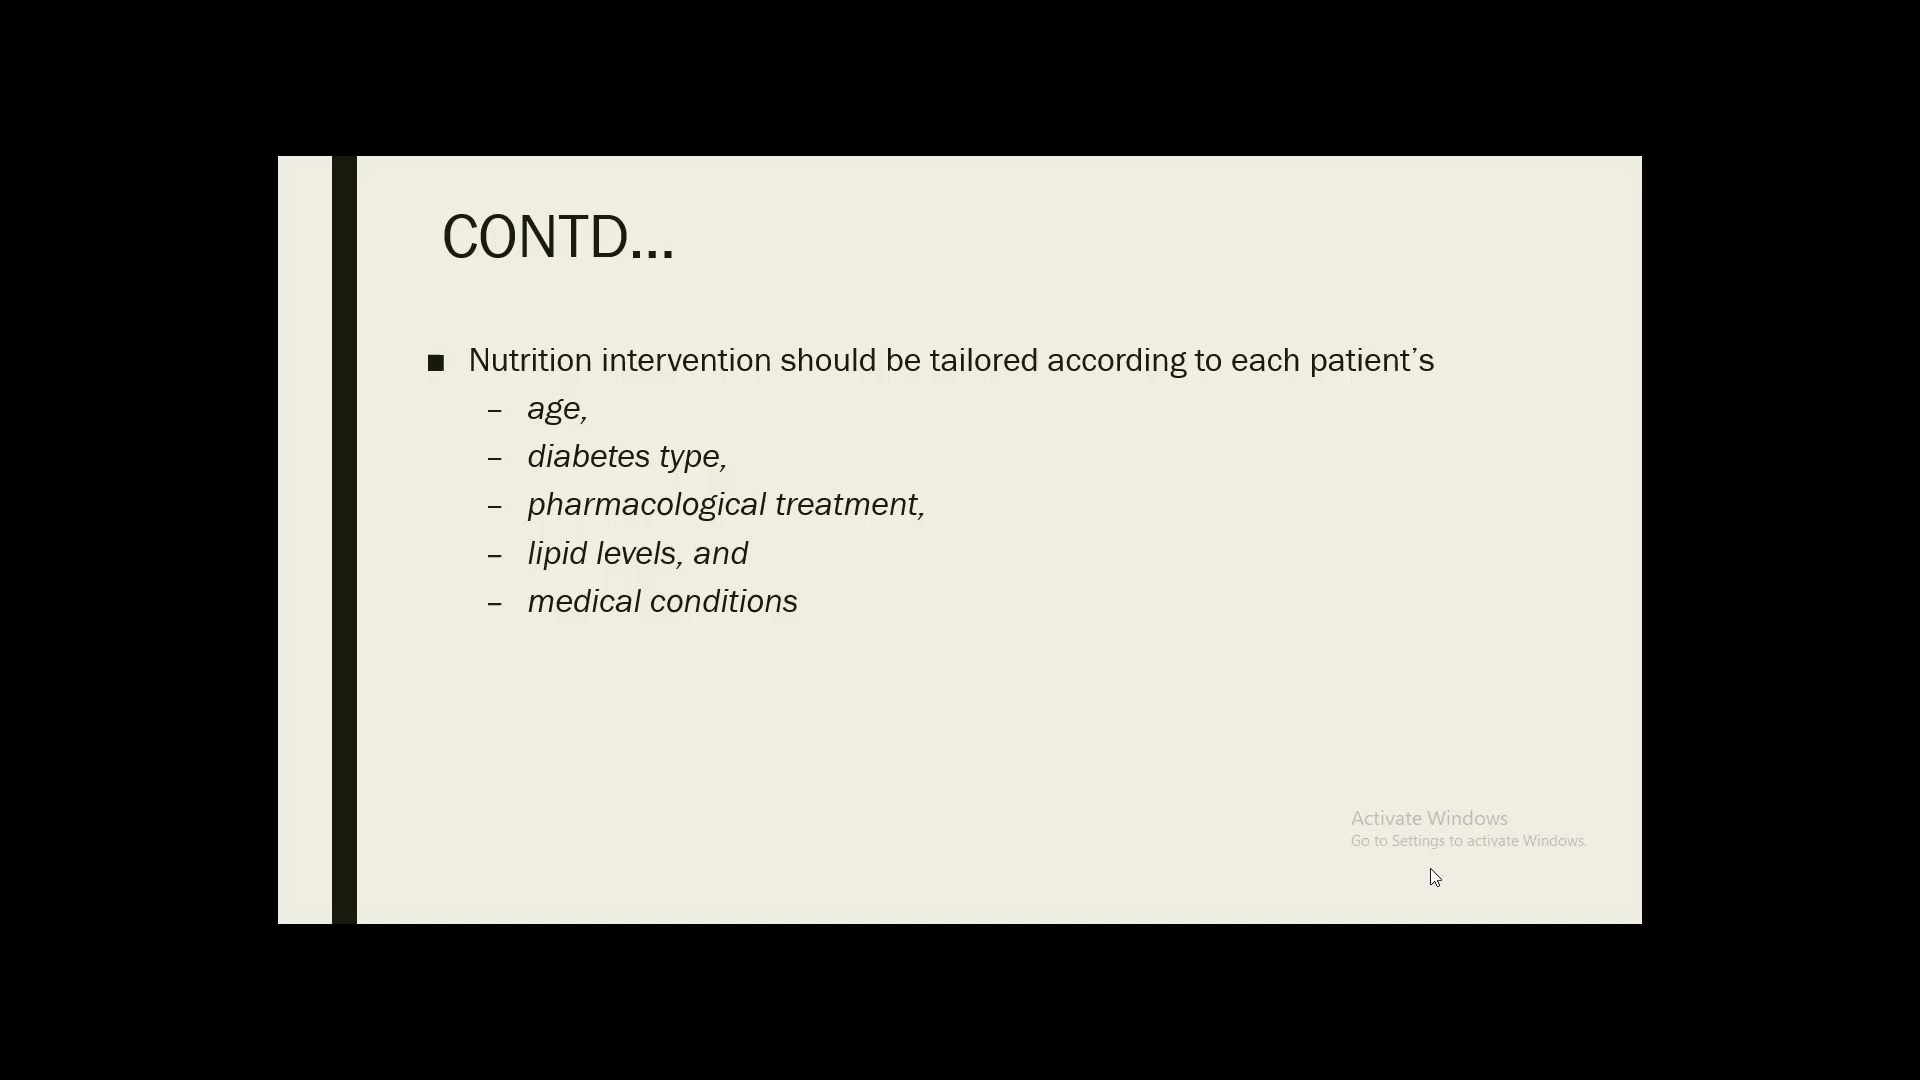 CONTD...
■ Nutrition intervention should be tailored according to each patient’s
– age,
– diabetes type,
– pharmacological treatment,
– lipid levels, and
– medical conditions
Activate Windows
Go to Settings to activate Windows.